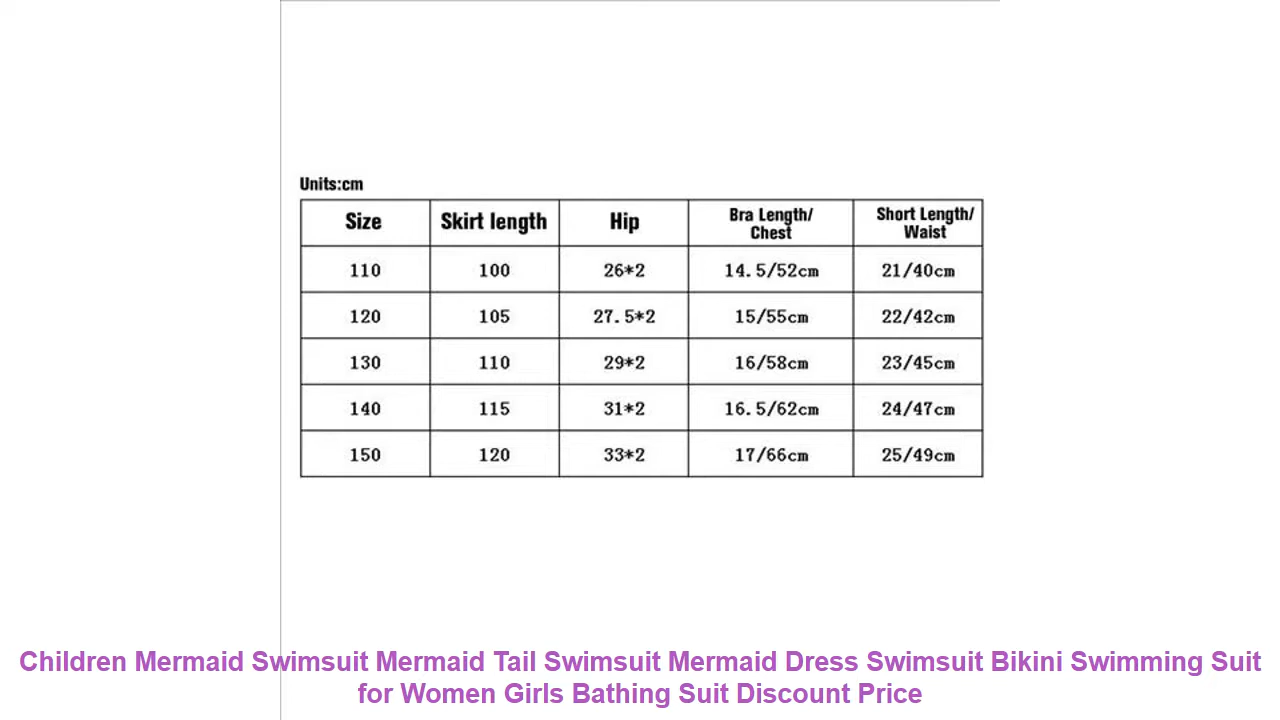 Units:cm
Size Skirt length Hip Bra Length/ Chest Short Length/ Waist
110 100 26*2 14.5/52cm 21/40cm
120 105 27.5*2 15/55cm 22/42cm
130 110 29*2 16/58cm 23/45cm
140 115 31*2 16.5/62cm 24/47cm
150 120 33*2 17/66cm 25/49cm
Children Mermaid Swimsuit Mermaid Tail Swimsuit Mermaid Dress Swimsuit Bikini Swimming Suit
for Women Girls Bathing Suit Discount Price